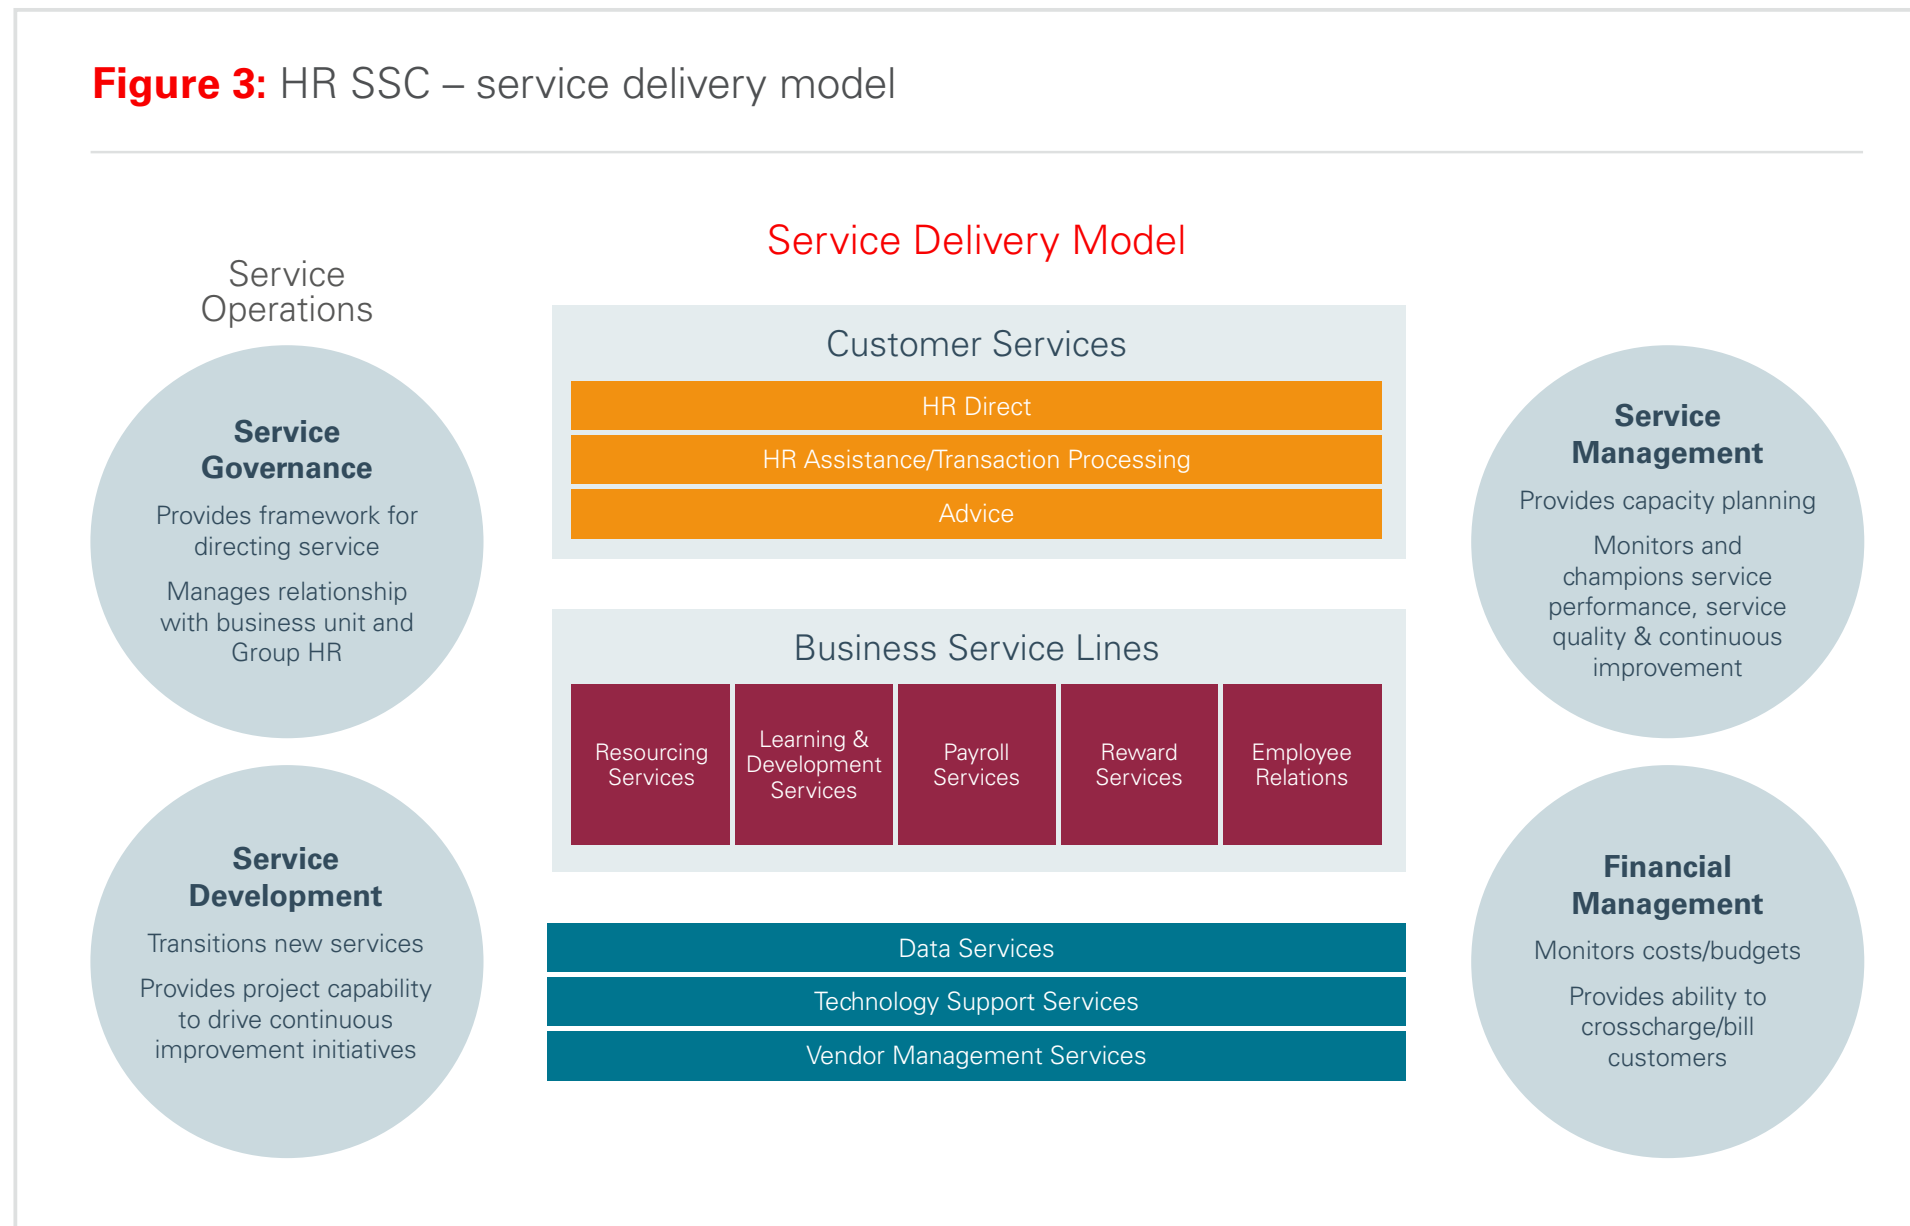 Figure 3: HR SSC – service delivery model
Service Delivery Model
Service
Operations
Service
Governance
Provides framework for
directing service
Manages relationship
with business unit and
Group HR
Service
Development
Transitions new services
Provides project capability
to drive continuous
improvement initiatives
Customer Services
HR Direct
HR Assistance/Transaction Processing
Advice
Business Service Lines
Resourcing
Services
Learning &
Development
Services
Payroll
Services
Reward
Services
Employee
Relations
Data Services
Technology Support Services
Vendor Management Services
Service
Management
Provides capacity planning
Monitors and
champions service
performance, service
quality & continuous
improvement
Financial
Management
Monitors costs/budgets
Provides ability to
crosscharge/bill
customers